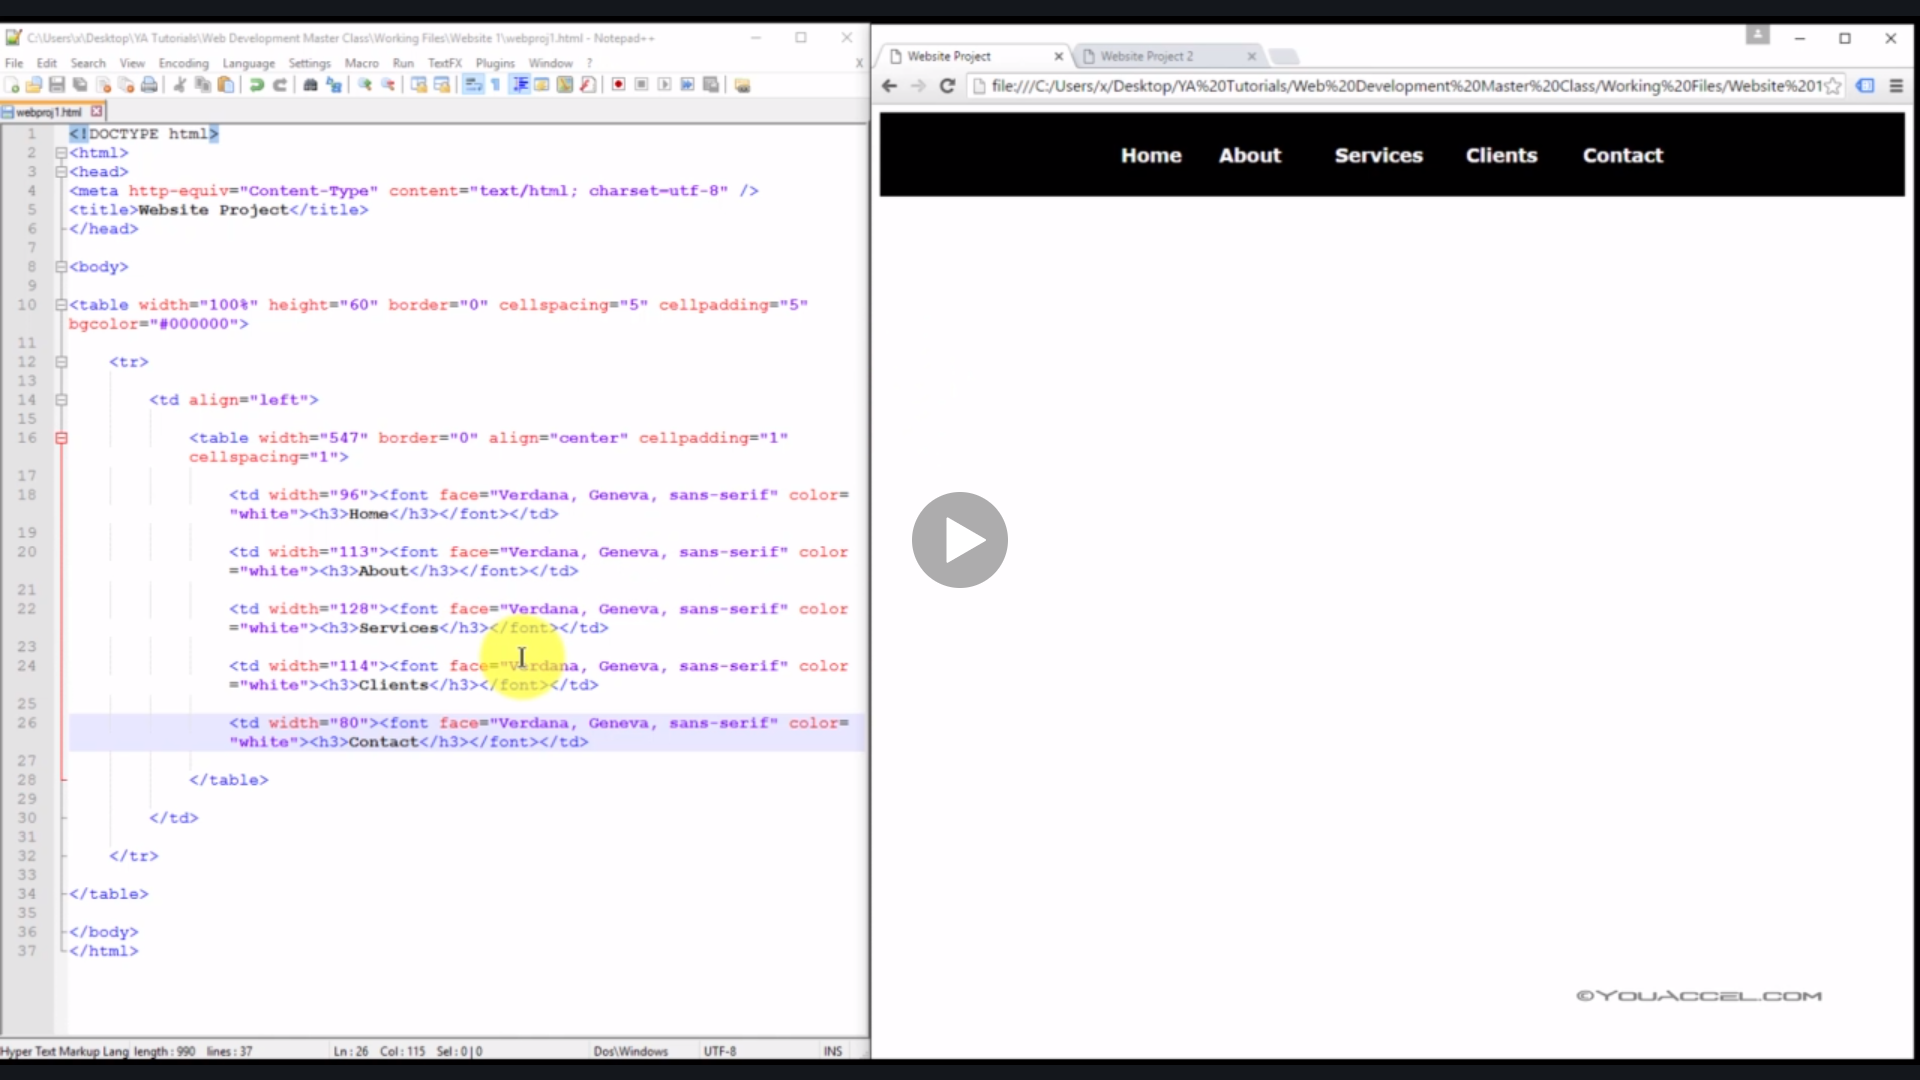 C:\Users\x\Desktop\YA Tutorials\Web Development Master Class\Working Files\Website 1\webproj1.html - Notepad++
File Edit Search View Encoding Language Settings Macro Run TextFX Plugins Window ? X
webproj1.html
1 <!DOCTYPE html>
2 <html>
3 <head>
4 <meta http-equiv="Content-Type" content="text/html; charset=utf-8" />
5 <title>Website Project</title>
6 </head>
7
8 <body>
9
10 <table width="100%" height="60" border="0" cellspacing="5" cellpadding="5"
bgcolor="#000000">
11
12 <tr>
13
14 <td align="left">
15
16 <table width="547" border="0" align="center" cellpadding="1"
cellspacing="1">
17
18 <td width="96"><font face="Verdana, Geneva, sans-serif" color=
"white"><h3>Home</h3></font></td>
19
20 <td width="113"><font face="Verdana, Geneva, sans-serif" color
="white"><h3>About</h3></font></td>
21
22 <td width="128"><font face="Verdana, Geneva, sans-serif" color
="white"><h3>Services</h3></font></td>
23
24 <td width="114"><font face="Verdana, Geneva, sans-serif" color
="white"><h3>Clients</h3></font></td>
25
26 <td width="80"><font face="Verdana, Geneva, sans-serif" color=
"white"><h3>Contact</h3></font></td>
27
28 </table>
29
30 </td>
31
32 </tr>
33
34 </table>
35
36 </body>
37 </html>
Hyper Text Markup Lang length : 990 lines : 37 Ln : 26 Col : 115 Sel : 0 | 0 Dos\Windows UTF-8 INS
Website Project
Website Project 2
file:///C:/Users/x/Desktop/YA%20Tutorials/Web%20Development%20Master%20Class/Working%20Files/Website%201
Home About Services Clients Contact
©YOUACCEL.COM